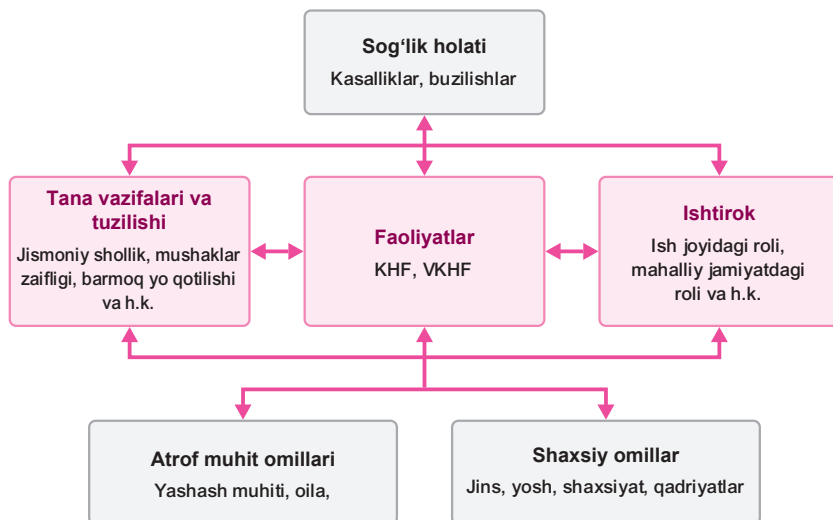 Sog‘lik holati
Kasalliklar, buzilishlar
Tana vazifalari va
tuzilishi
Jismoniy shollik, mushaklar
zaifligi, barmoq yo qotilishi
va h.k.
Faoliyatlar
KHF, VKHF
Ishtirok
Ish joyidagi roli,
mahalliy jamiyatdagi
roli va h.k.
Atrof muhit omillari
Yashash muhiti, oila,
Shaxsiy omillar
Jins, yosh, shaxsiyat, qadriyatlar